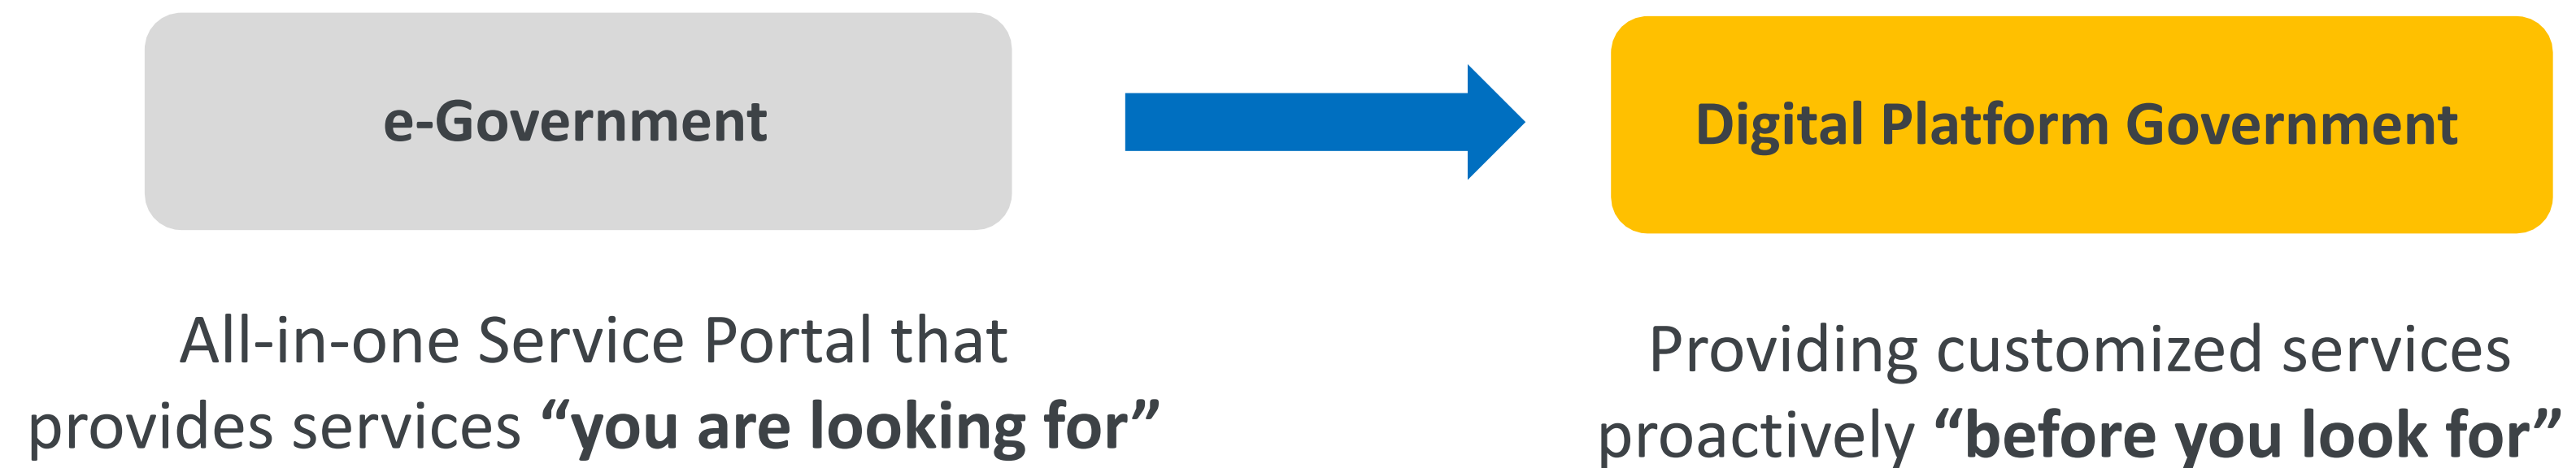 e-Government
Digital Platform Government
All-in-one Service Portal that
provides services “you are looking for”
Providing customized services
proactively “before you look for”